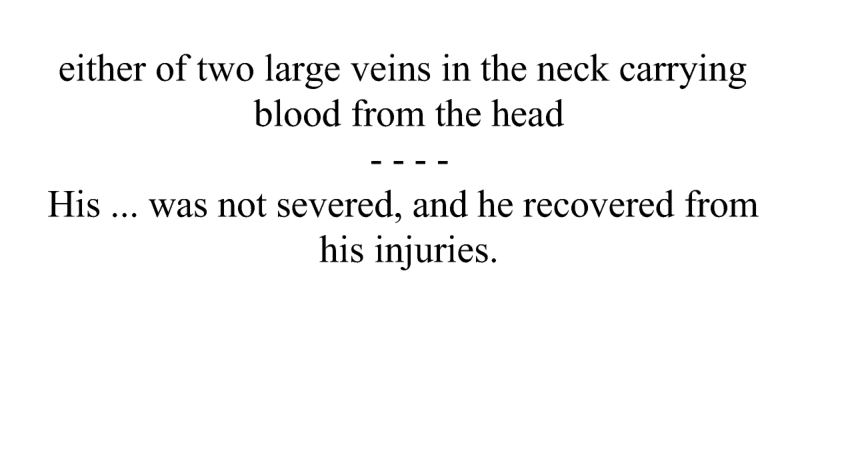 either of two large veins in the neck carrying
blood from the head
- - - -
His ... was not severed, and he recovered from
his injuries.